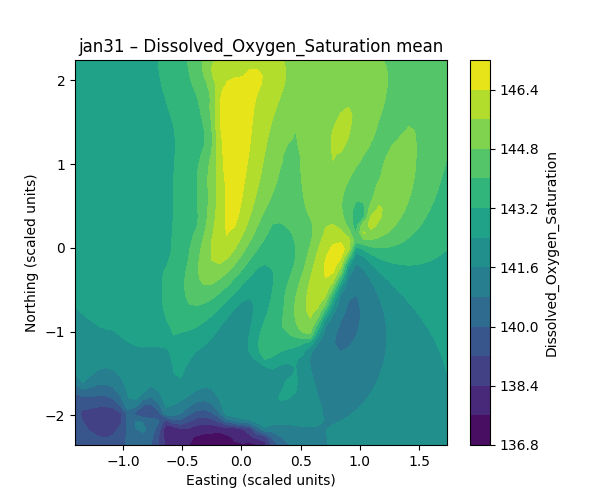 jan31 – Dissolved_Oxygen_Saturation mean
2
1
0
−1
−2
Northing (scaled units)
−1.0 −0.5 0.0 0.5 1.0 1.5
Easting (scaled units)
146.4
144.8
143.2
141.6
140.0
138.4
136.8
Dissolved_Oxygen_Saturation